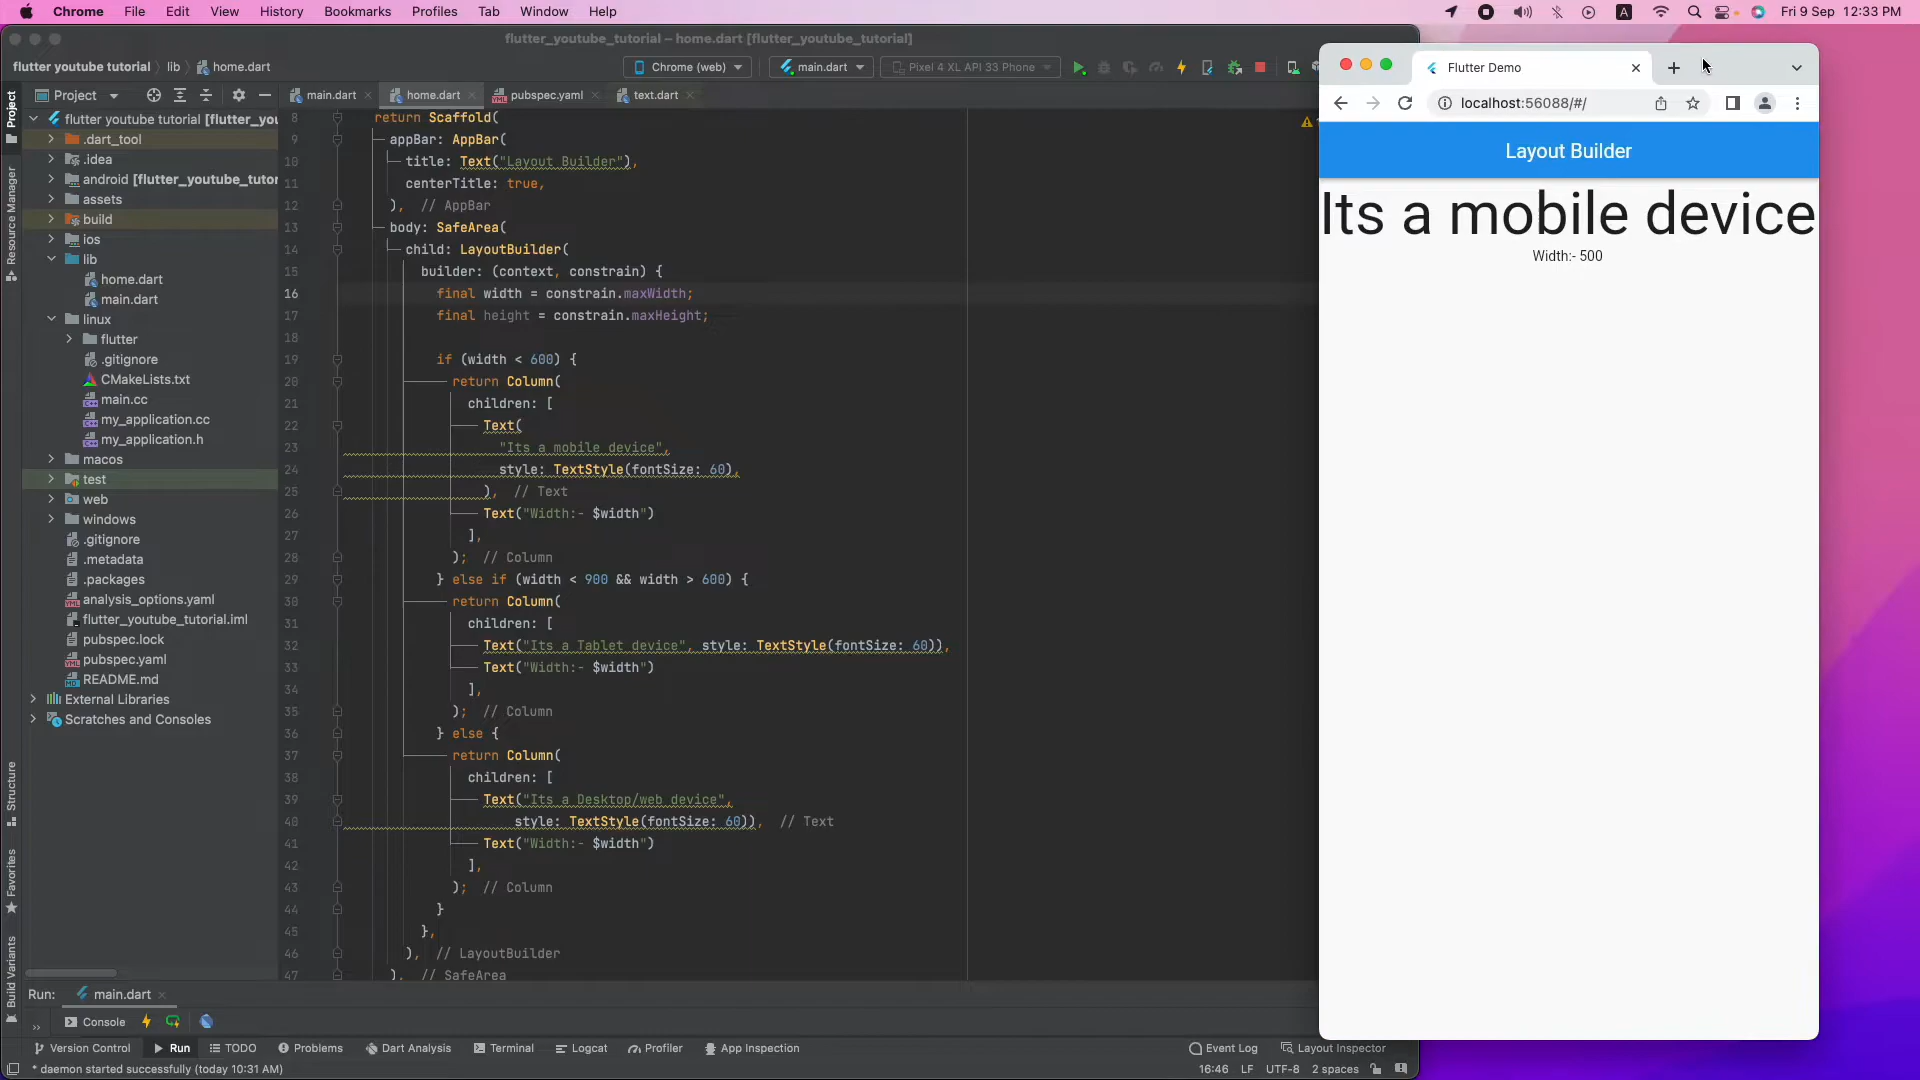 Chrome File Edit View History Bookmarks Profiles Tab Window Help
A Fri 9 Sep 12:33 PM
flutter_youtube_tutorial – home.dart [flutter_youtube_tutorial]
flutter youtube tutorial lib home.dart
Chrome (web) main.dart Pixel 4 XL API 33 Phone
Project
main.dart home.dart pubspec.yaml text.dart
Project
Resource Manager
Structure
Favorites
Build Variants
flutter youtube tutorial [flutter_you
.dart_tool
.idea
android [flutter_youtube_tutor
assets
build
ios
lib
home.dart
main.dart
linux
flutter
.gitignore
CMakeLists.txt
main.cc
my_application.cc
my_application.h
macos
test
web
windows
.gitignore
.metadata
.packages
analysis_options.yaml
flutter_youtube_tutorial.iml
pubspec.lock
pubspec.yaml
README.md
External Libraries
Scratches and Consoles
8 return Scaffold(
9 appBar: AppBar(
10 title: Text("Layout Builder"),
11 centerTitle: true,
12 ), // AppBar
13 body: SafeArea(
14 child: LayoutBuilder(
15 builder: (context, constrain) {
16 final width = constrain.maxWidth;
17 final height = constrain.maxHeight;
18
19 if (width < 600) {
20 return Column(
21 children: [
22 Text(
23 "Its a mobile device",
24 style: TextStyle(fontSize: 60),
25 ), // Text
26 Text("Width:- $width")
27 ],
28 ); // Column
29 } else if (width < 900 && width > 600) {
30 return Column(
31 children: [
32 Text("Its a Tablet device", style: TextStyle(fontSize: 60)),
33 Text("Width:- $width")
34 ],
35 ); // Column
36 } else {
37 return Column(
38 children: [
39 Text("Its a Desktop/web device",
40 style: TextStyle(fontSize: 60)), // Text
41 Text("Width:- $width")
42 ],
43 ); // Column
44 }
45 },
46 ), // LayoutBuilder
47 ), // SafeArea
Flutter Demo
localhost:56088/#/
Layout Builder
Its a mobile device
Width:- 500
Run: main.dart
Console
Version Control Run TODO Problems Dart Analysis Terminal Logcat Profiler App Inspection Event Log Layout Inspector
* daemon started successfully (today 10:31 AM) 16:46 LF UTF-8 2 spaces